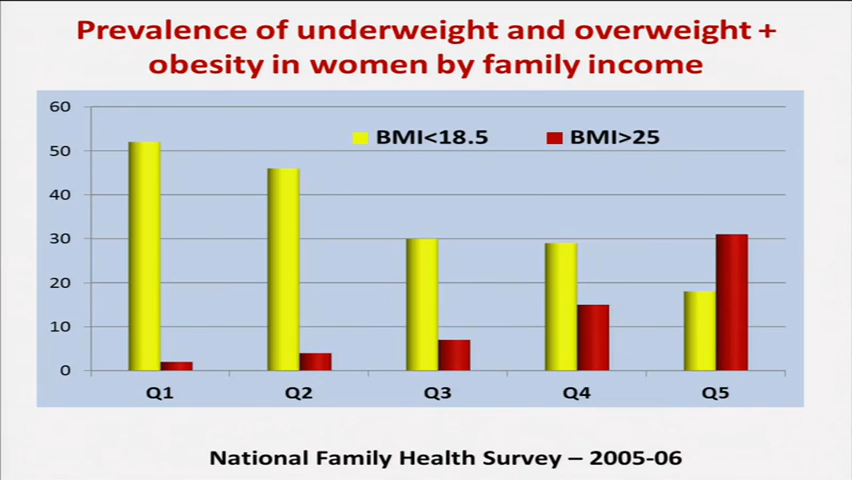 Prevalence of underweight and overweight +
obesity in women by family income
60
BMI<18.5 BMI>25
50
40
30
20
10
0
Q1 Q2 Q3 Q4 Q5
National Family Health Survey – 2005-06